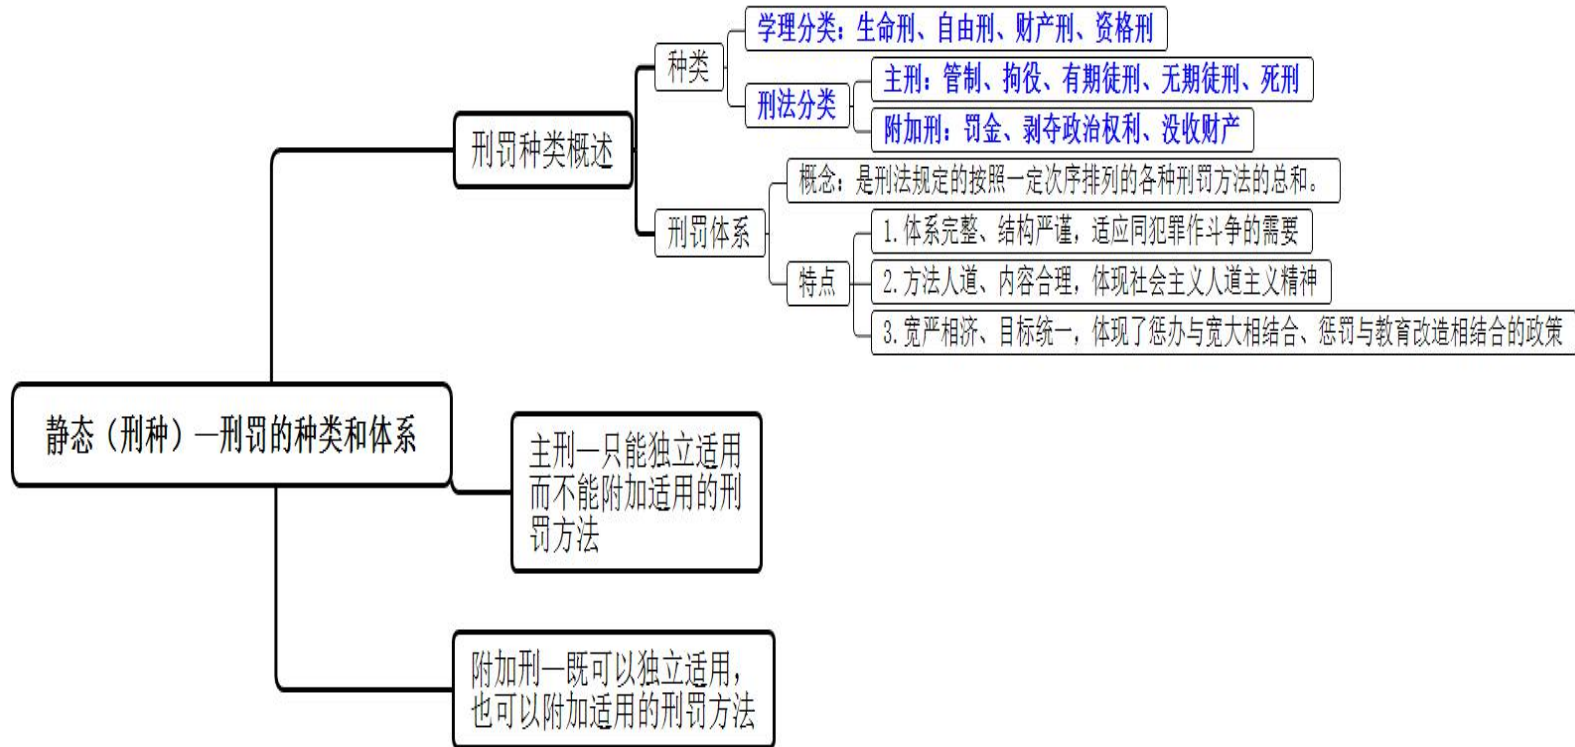 学理分类：生命刑、自由刑、财产刑、资格刑
种类
主刑：管制、拘役、有期徒刑、无期徒刑、死刑
刑法分类
附加刑：罚金、剥夺政治权利、没收财产
刑罚种类概述
概念：是刑法规定的按照一定次序排列的各种刑罚方法的总和。
刑罚体系
1.体系完整、结构严谨，适应同犯罪作斗争的需要
特点
2.方法人道、内容合理，体现社会主义人道主义精神
3.宽严相济、目标统一，体现了惩办与宽大相结合、惩罚与教育改造相结合的政策
静态（刑种）—刑罚的种类和体系
主刑—只能独立适用
而不能附加适用的刑
罚方法
附加刑—既可以独立适用，
也可以附加适用的刑罚方法